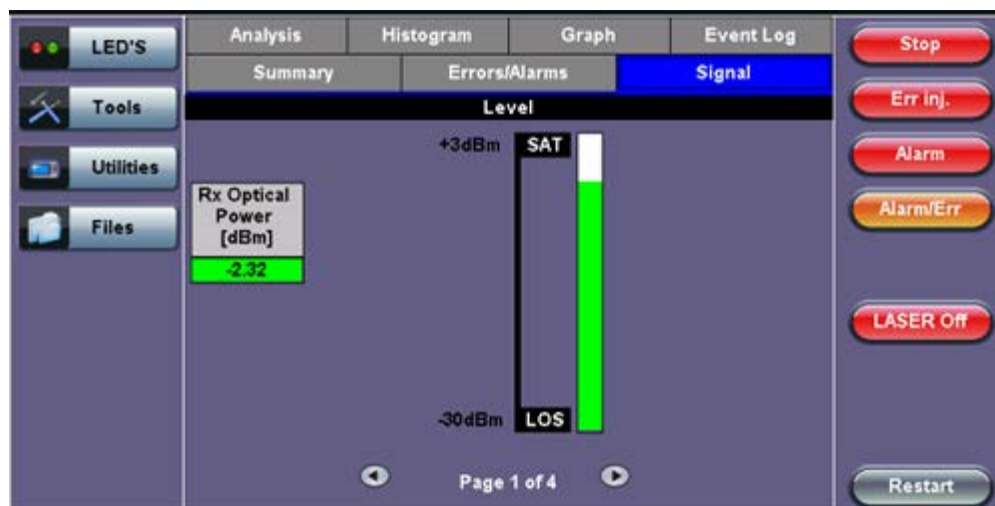 LED'S
Tools
Utilities
Files
Analysis
Histogram
Graph
Event Log
Summary
Errors/Alarms
Signal
Level
+3dBm
SAT
Rx Optical
Power
[dBm]
-2.32
-30dBm
LOS
Page 1 of 4
Stop
Err inj.
Alarm
Alarm/Err
LASER Off
Restart